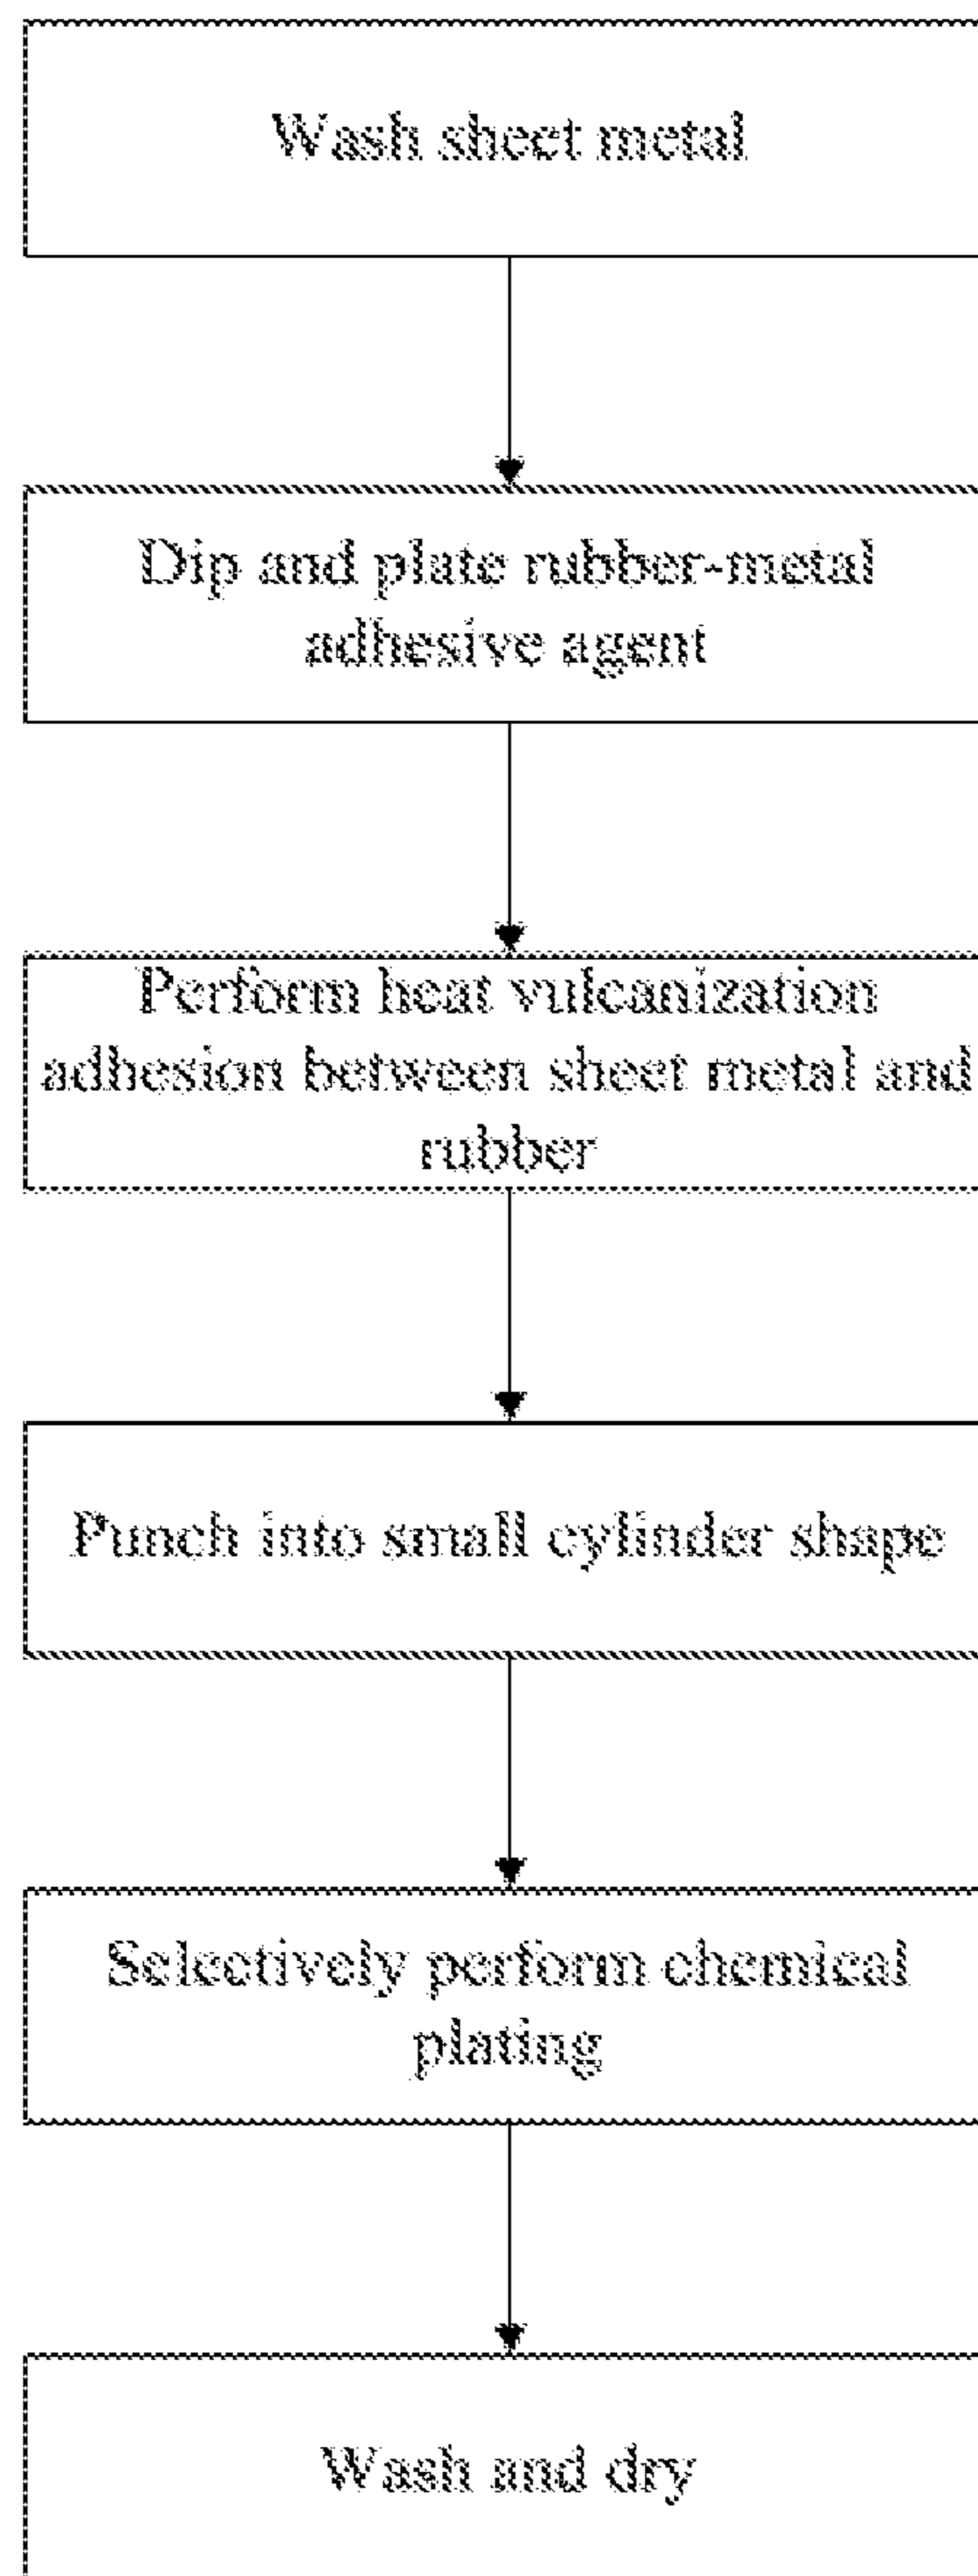 Wash sheet metal
Dip and plate rubber-metal
adhesive agent
Perform heat vulcanization
adhesion between sheet metal and
rubber
Punch into small cylinder shape
Selectively perform chemical
plating
Wash and dry